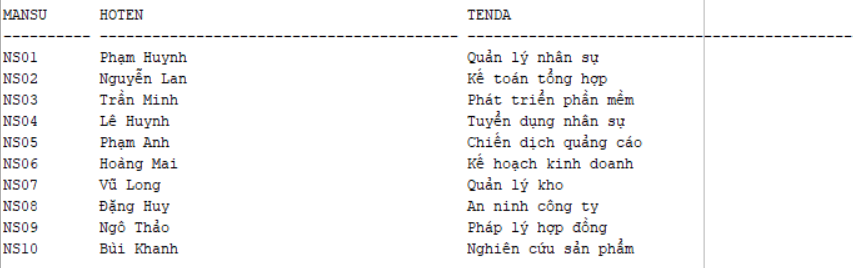 MANSU HOTEN TENDA
---------- ----------------------------------------- --------------------------------------------
NS01 Phạm Huynh Quản lý nhân sự
NS02 Nguyễn Lan Kế toán tổng hợp
NS03 Trần Minh Phát triển phần mềm
NS04 Lê Huynh Tuyển dụng nhân sự
NS05 Phạm Anh Chiến dịch quảng cáo
NS06 Hoàng Mai Kế hoạch kinh doanh
NS07 Vũ Long Quản lý kho
NS08 Đặng Huy An ninh công ty
NS09 Ngô Thảo Pháp lý hợp đồng
NS10 Bùi Khanh Nghiên cứu sản phẩm